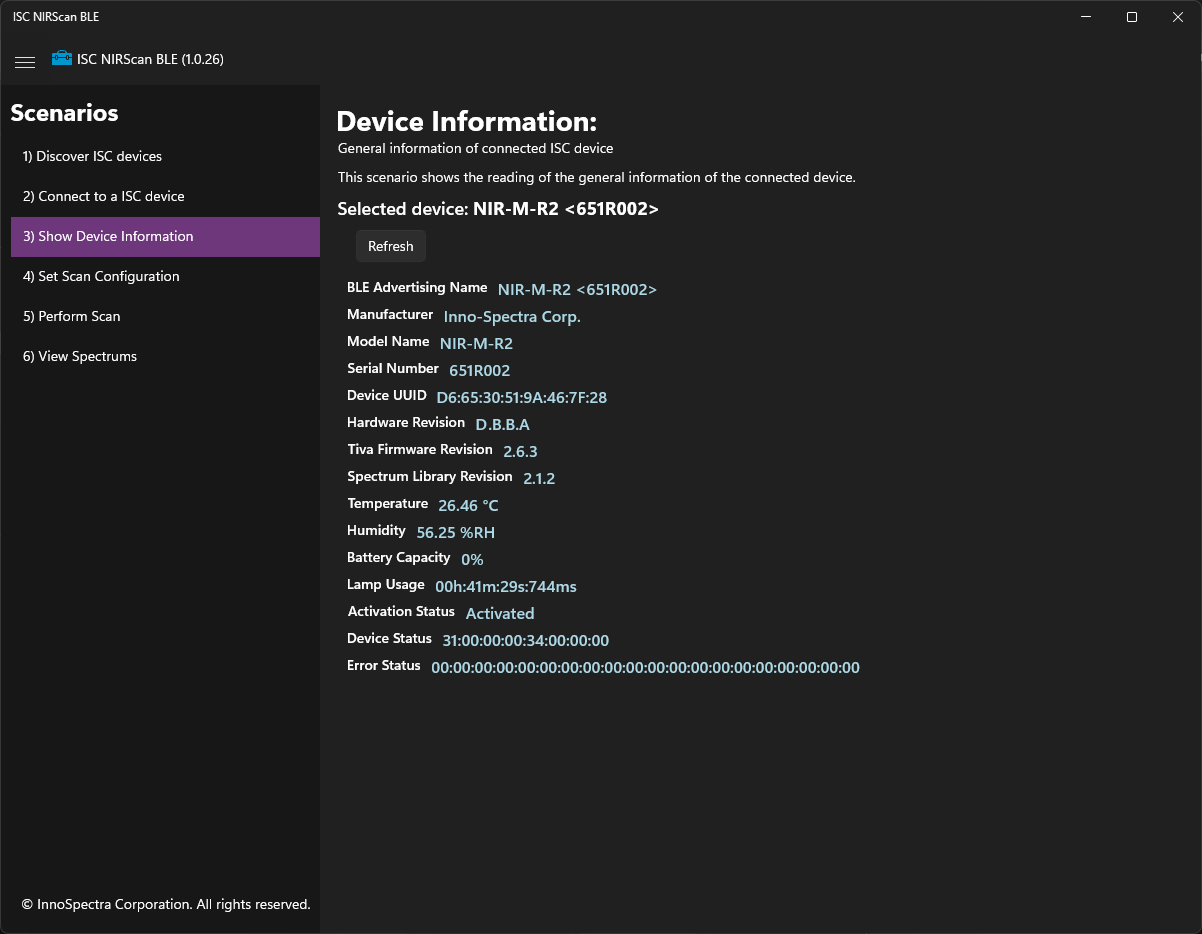 ISC NIRScan BLE
ISC NIRScan BLE (1.0.26)
Scenarios
1) Discover ISC devices
2) Connect to a ISC device
3) Show Device Information
4) Set Scan Configuration
5) Perform Scan
6) View Spectrums
© InnoSpectra Corporation. All rights reserved.
Device Information:
General information of connected ISC device
This scenario shows the reading of the general information of the connected device.
Selected device: NIR-M-R2 <651R002>
Refresh
BLE Advertising Name NIR-M-R2 <651R002>
Manufacturer Inno-Spectra Corp.
Model Name NIR-M-R2
Serial Number 651R002
Device UUID D6:65:30:51:9A:46:7F:28
Hardware Revision D.B.B.A
Tiva Firmware Revision 2.6.3
Spectrum Library Revision 2.1.2
Temperature 26.46 °C
Humidity 56.25 %RH
Battery Capacity 0%
Lamp Usage 00h:41m:29s:744ms
Activation Status Activated
Device Status 31:00:00:00:34:00:00:00
Error Status 00:00:00:00:00:00:00:00:00:00:00:00:00:00:00:00:00:00:00:00